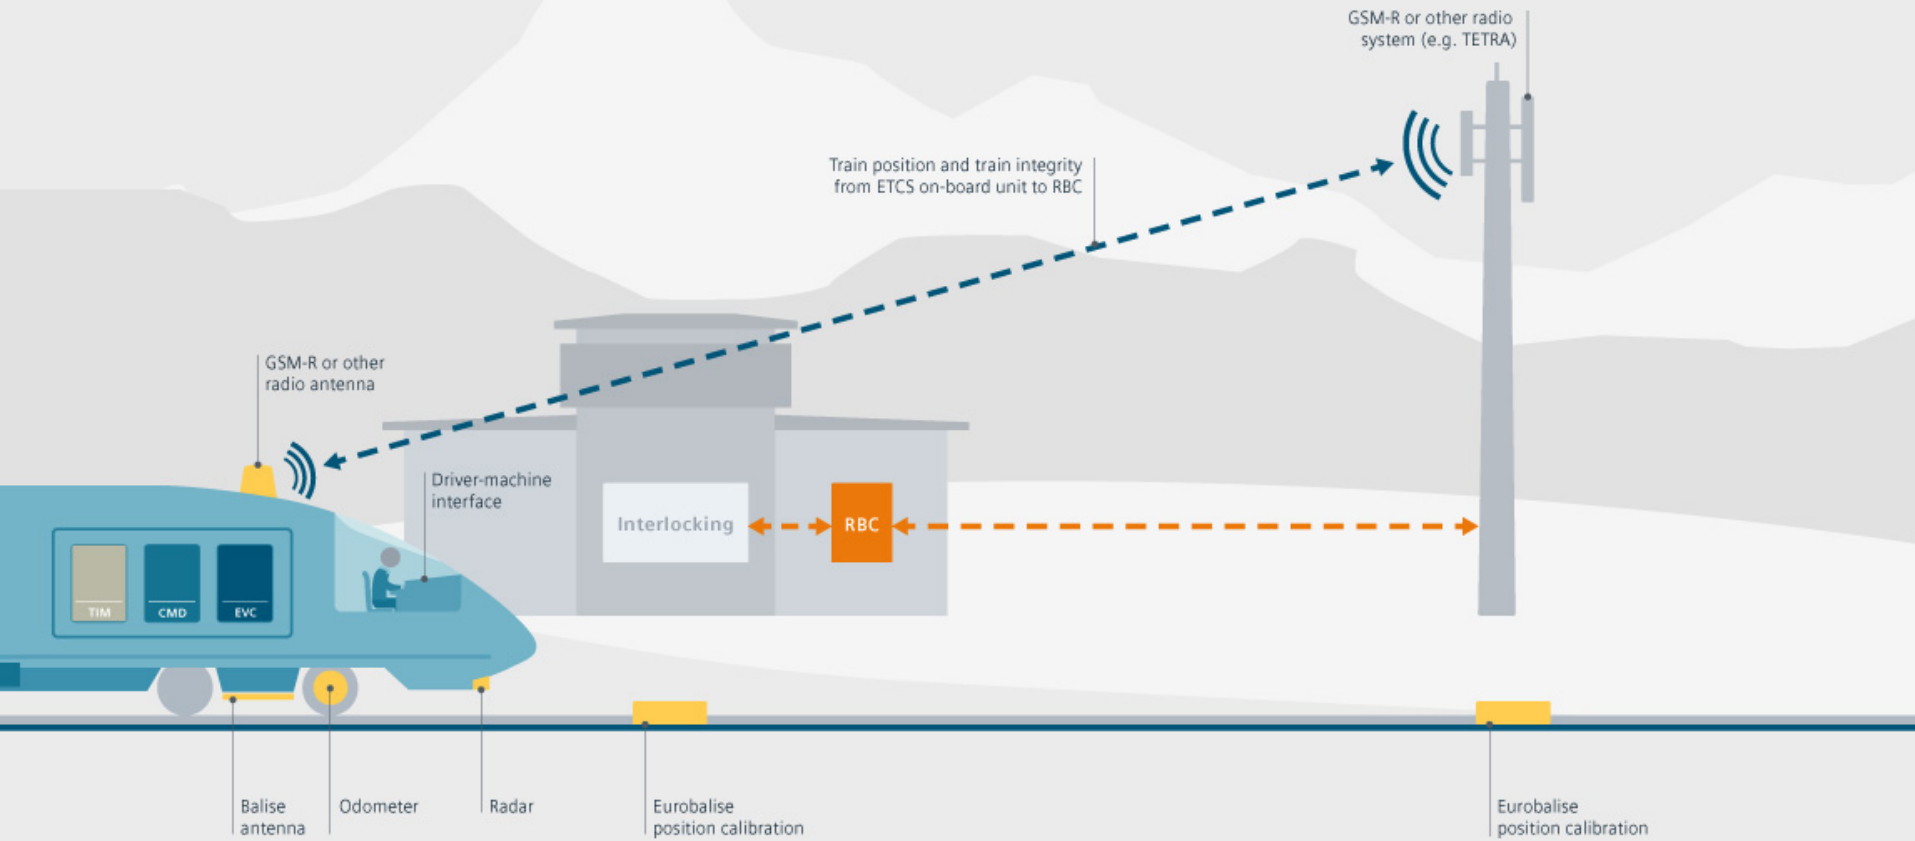 GSM-R or other radio
system (e.g. TETRA)
Train position and train integrity
from ETCS on-board unit to RBC
GSM-R or other
radio antenna
Driver-machine
interface
Interlocking
RBC
TIM
CMD
EVC
Balise
antenna
Odometer
Radar
Eurobalise
position calibration
Eurobalise
position calibration